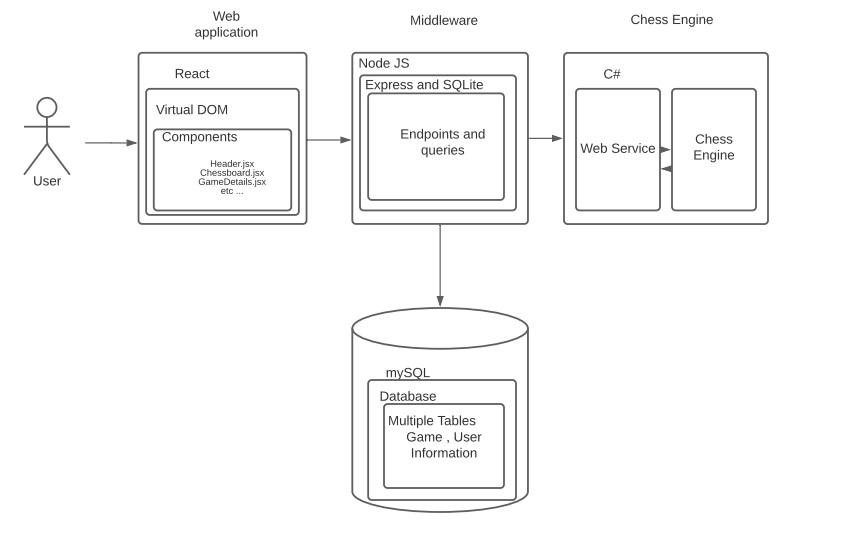 Web
application
Middleware
Chess Engine
React
Virtual DOM
Components
Header.jsx
Chessboard.jsx
GameDetails.jsx
etc ...
Node JS
Express and SQLite
Endpoints and
queries
C#
Web Service
Chess
Engine
User
mySQL
Database
Multiple Tables
Game , User
Information